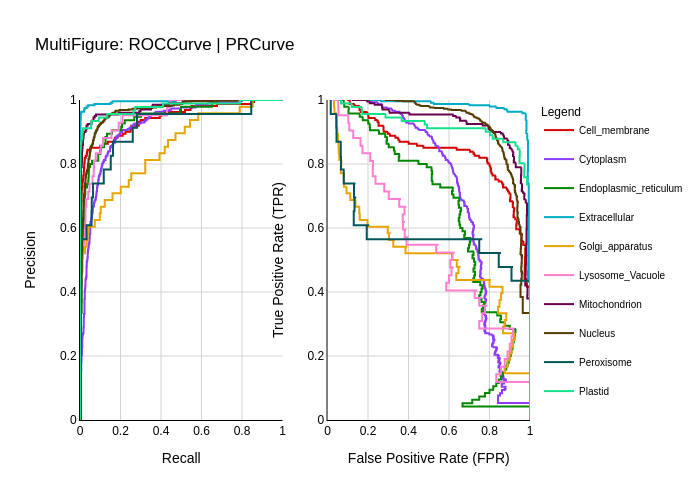 MultiFigure: ROCCurve | PRCurve
Precision
1
0.8
0.6
0.4
0.2
0
0
0.2
0.4
0.6
0.8
1
Recall
True Positive Rate (TPR)
1
0.8
0.6
0.4
0.2
0
0
0.2
0.4
0.6
0.8
1
False Positive Rate (FPR)
Legend
Cell_membrane
Cytoplasm
Endoplasmic_reticulum
Extracellular
Golgi_apparatus
Lysosome_Vacuole
Mitochondrion
Nucleus
Peroxisome
Plastid